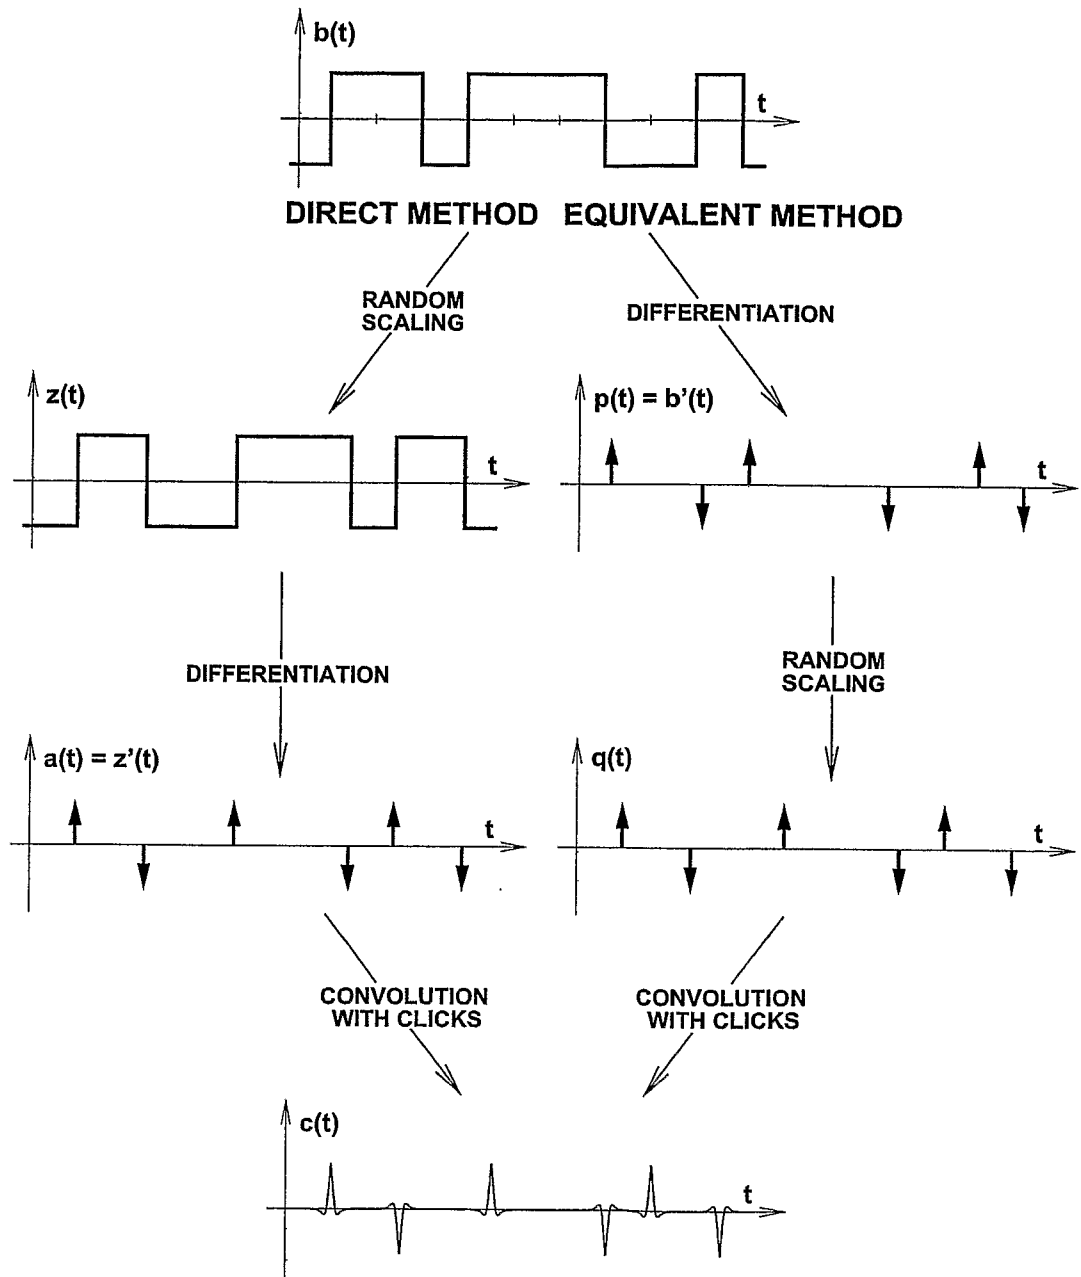 b(t)
t
DIRECT METHOD EQUIVALENT METHOD
RANDOM
SCALING
DIFFERENTIATION
z(t)
t
p(t) = b'(t)
t
DIFFERENTIATION
RANDOM
SCALING
a(t) = z'(t)
t
q(t)
t
CONVOLUTION
WITH CLICKS
CONVOLUTION
WITH CLICKS
c(t)
t